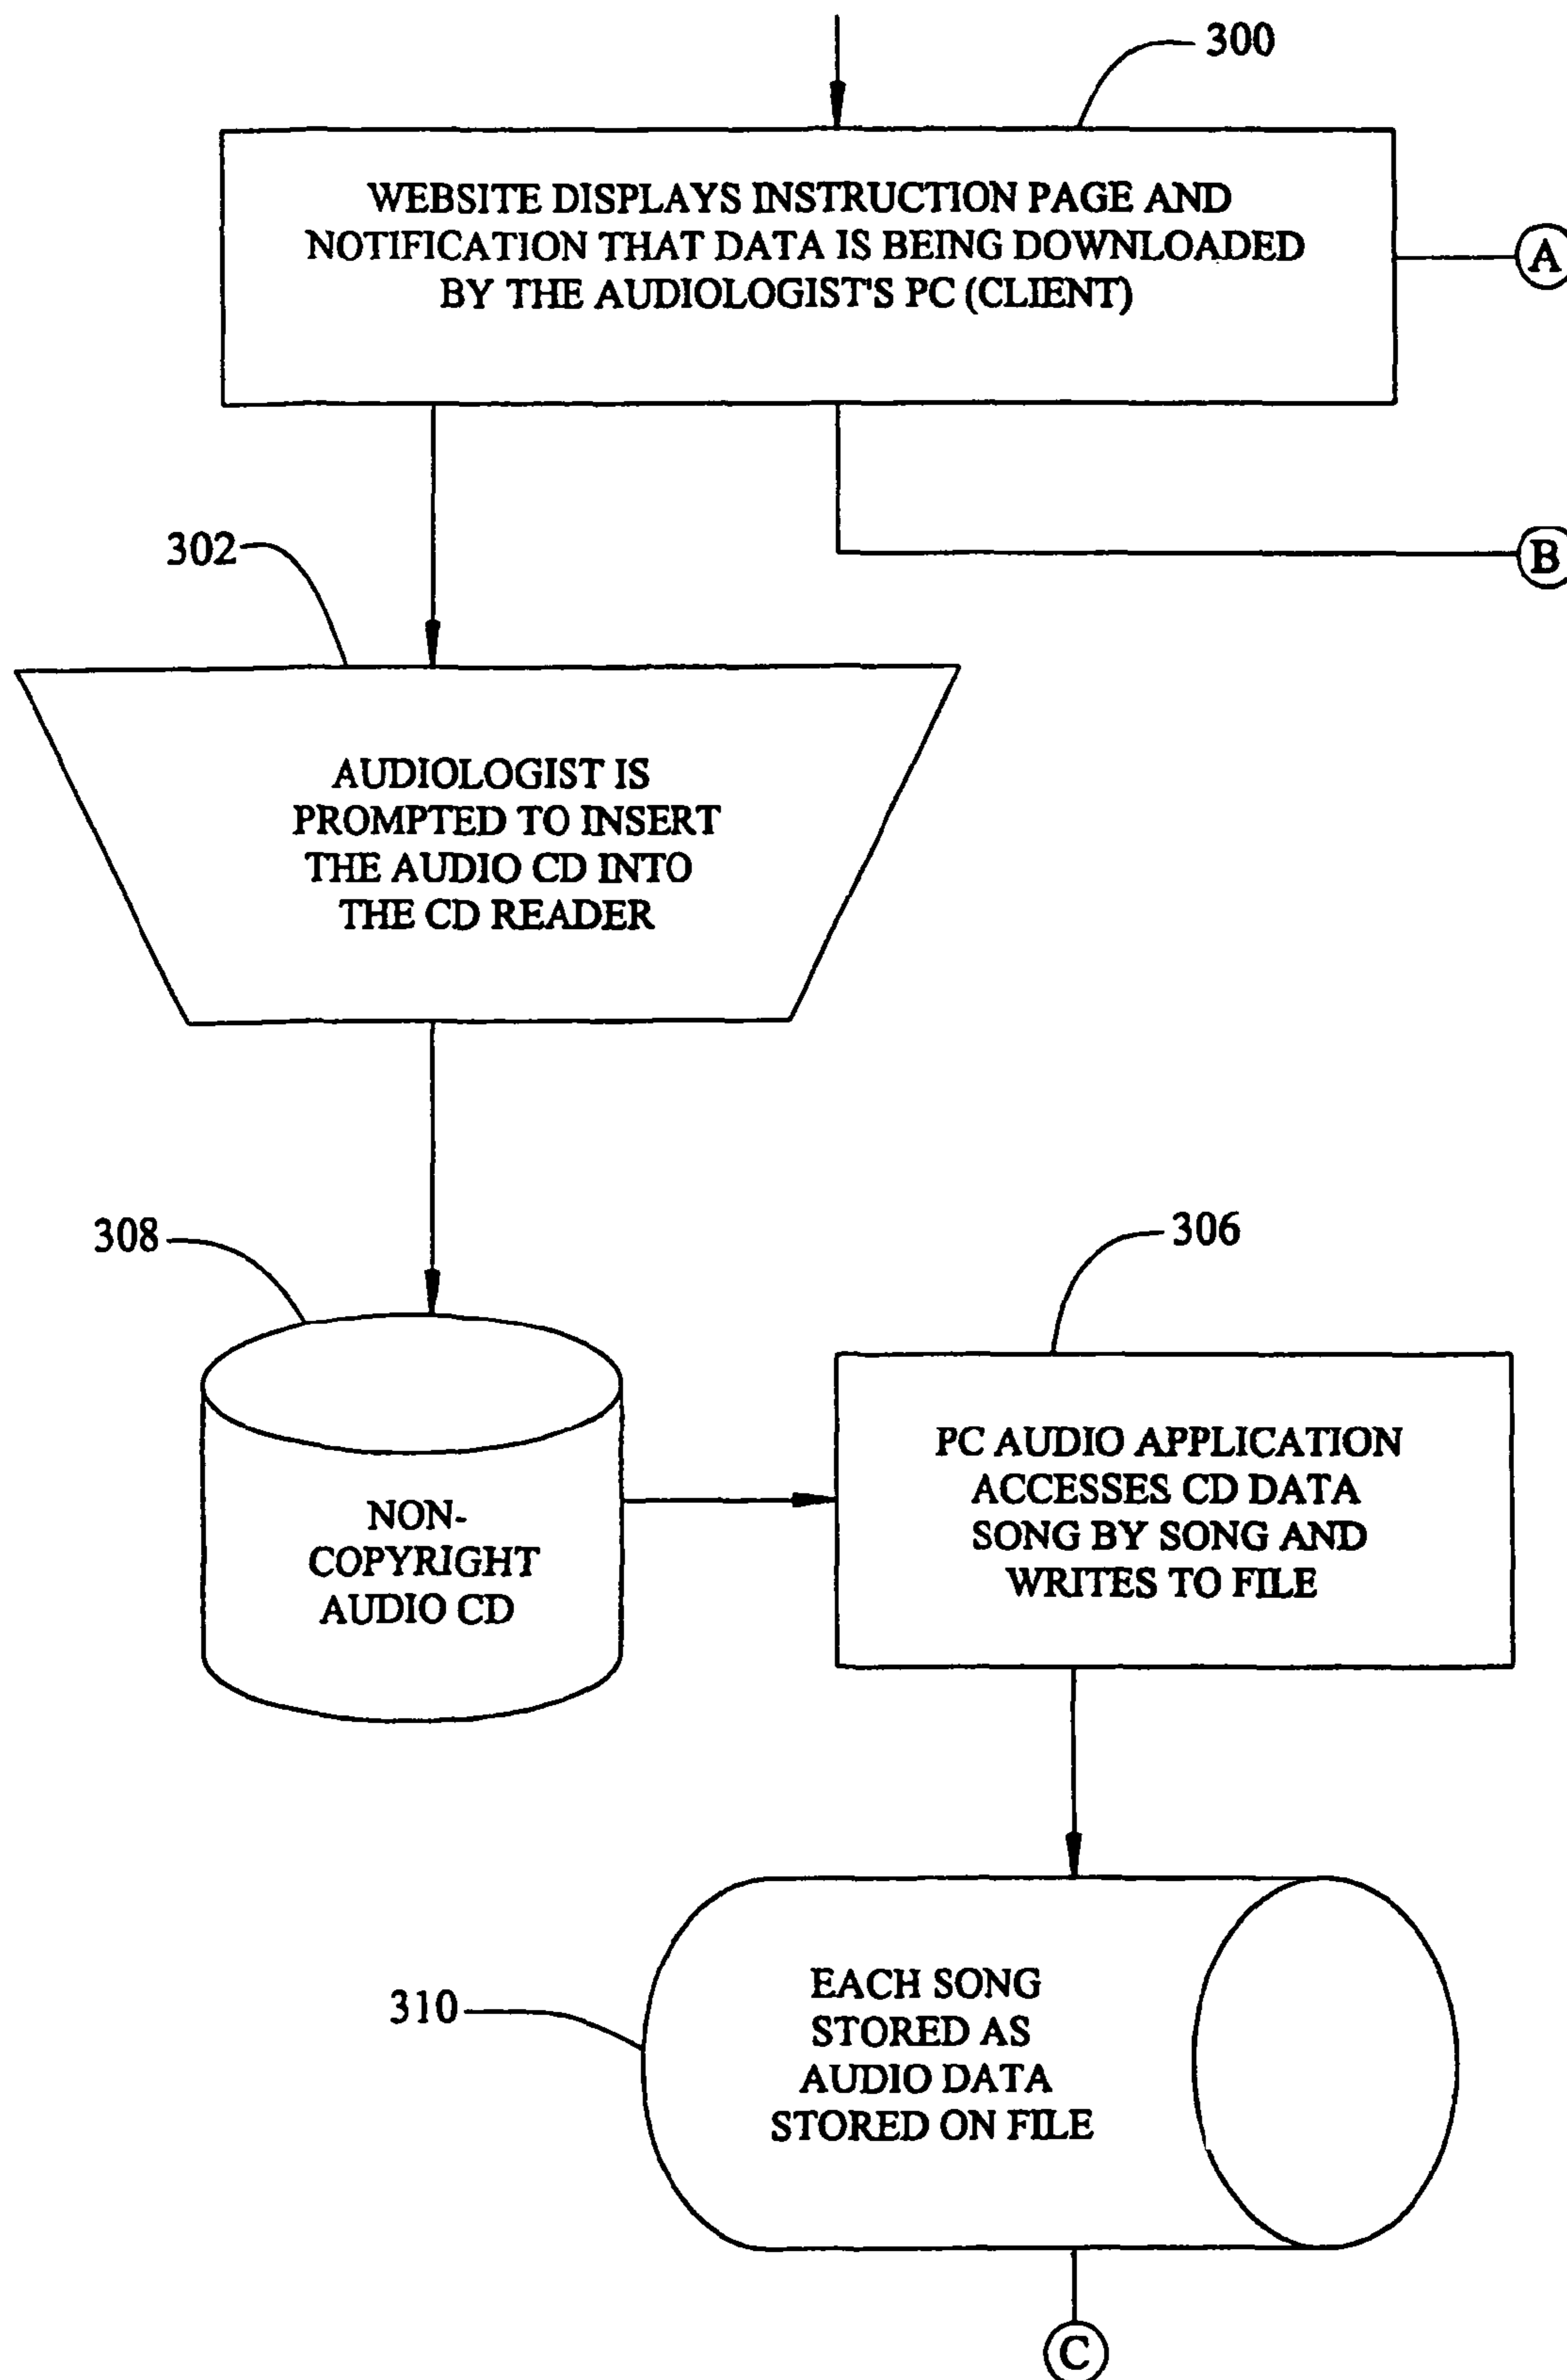 300
WEBSITE DISPLAYS INSTRUCTION PAGE AND
NOTIFICATION THAT DATA IS BEING DOWNLOADED
BY THE AUDIOLOGIST'S PC (CLIENT)
A
B
302
AUDIOLOGIST IS
PROMPTED TO INSERT
THE AUDIO CD INTO
THE CD READER
308
NON-
COPYRIGHT
AUDIO CD
306
PC AUDIO APPLICATION
ACCESSES CD DATA
SONG BY SONG AND
WRITES TO FILE
310
EACH SONG
STORED AS
AUDIO DATA
STORED ON FILE
C